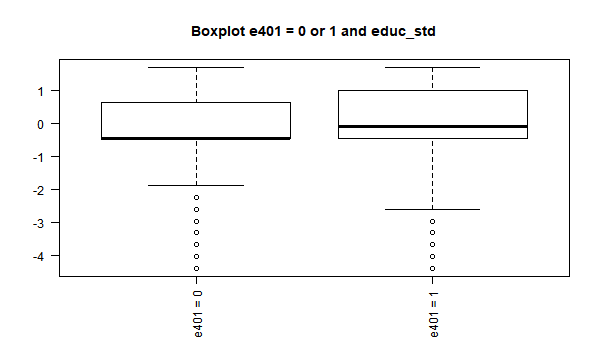 Boxplot e401 = 0 or 1 and educ_std
1
0
-1
-2
-3
-4
e401 = 0
e401 = 1